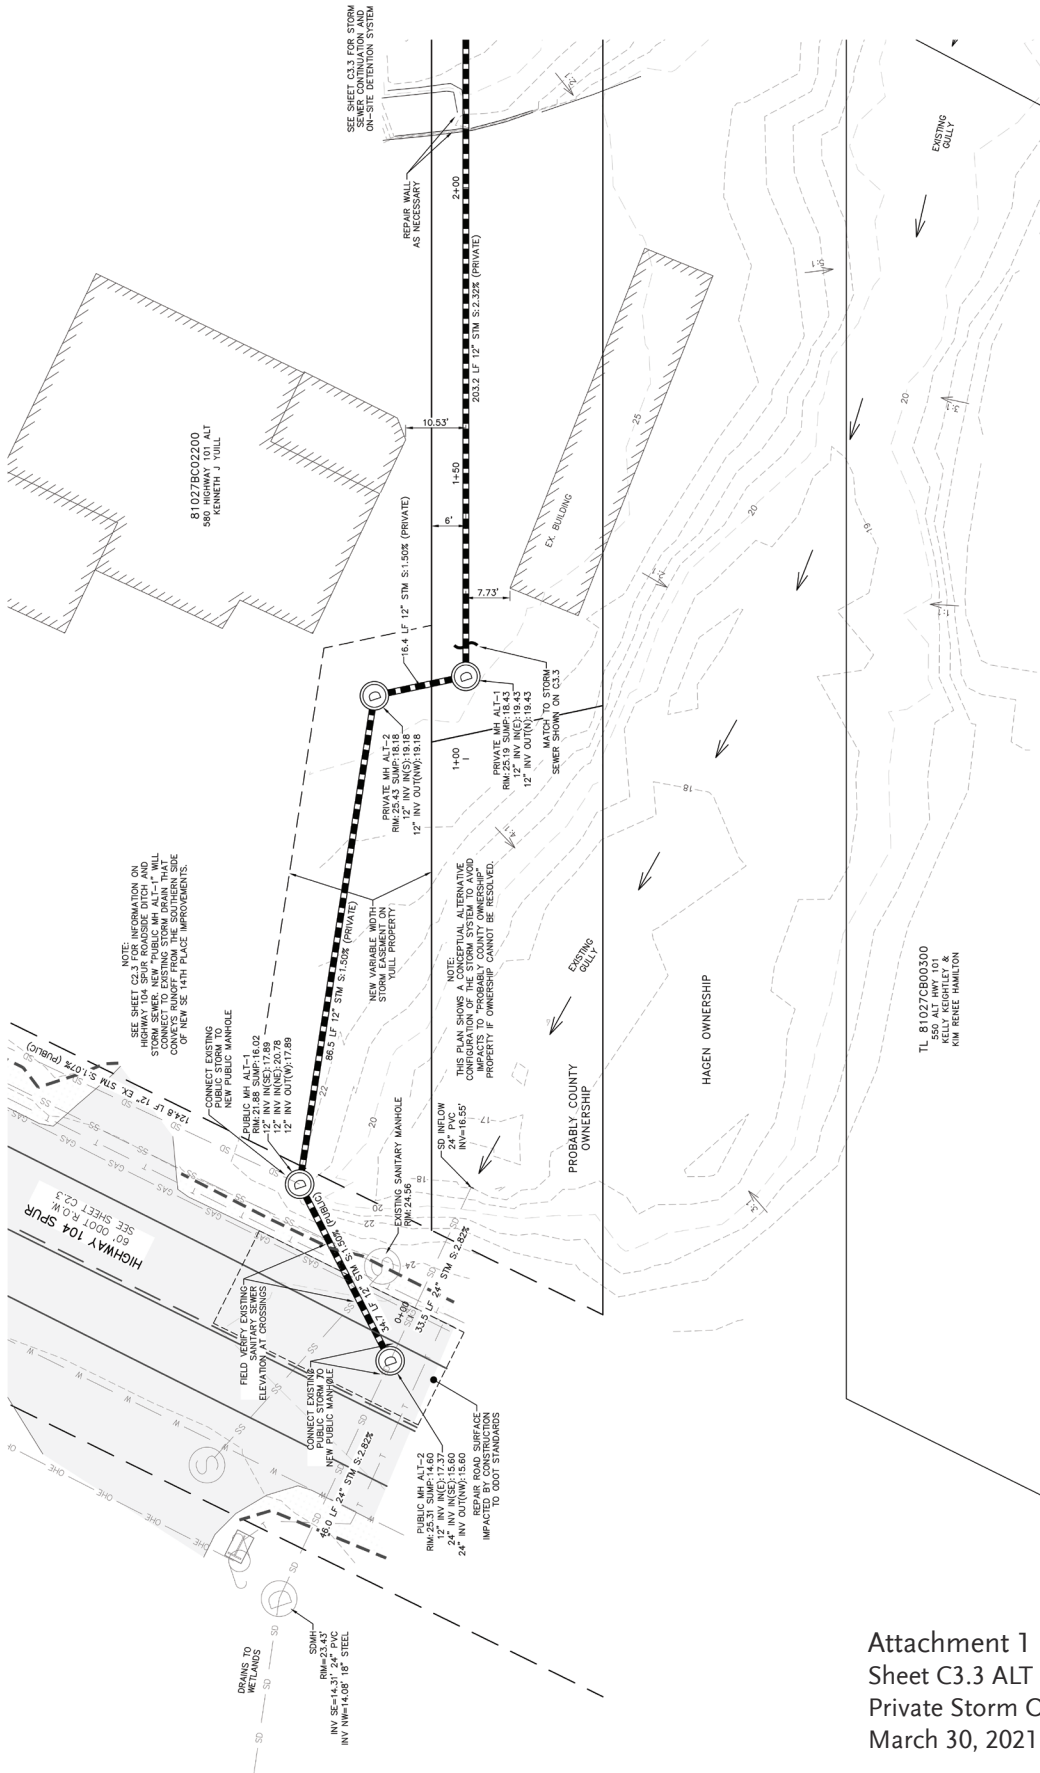 SEE SHEET C3.3 FOR STORM
SEWER CONTINUATION AND
ON-SITE DETENTION SYSTEM
REPAIR WALL
AS NECESSARY
2+00
203.2 LF 12" STM S:2.32% (PRIVATE)
2:1
EXISTING
GULLY
5:1
81027BC02200
580 HIGHWAY 101 ALT
KENNETH J YUILL
10.53'
1+50
6'
7.73'
EX. BUILDING
25
20
20
19
16.4 LF 12" STM S:1.50% (PRIVATE)
PRIVATE MH ALT-2
RIM:25.43 SUMP:18.18
12" INV IN(S):19.18
12" INV OUT(NW):19.18
1+00
PRIVATE MH ALT-1
RIM:25.19 SUMP:18.43
12" INV IN(E):19.43
12" INV OUT(N):19.43
MATCH TO STORM
SEWER SHOWN ON C3.3
18
NOTE:
SEE SHEET C2.3 FOR INFORMATION ON
HIGHWAY 104 SPUR ROADSIDE DITCH AND
STORM SEWER. NEW "PUBLIC MH ALT-1" WILL
CONNECT TO EXISTING STORM DRAIN THAT
CONVEYS RUNOFF FROM THE SOUTHERN SIDE
OF NEW SE 14TH PLACE IMPROVEMENTS.
86.5 LF 12" STM S:1.50% (PRIVATE)
NEW VARIABLE WIDTH
STORM EASEMENT ON
YUILL PROPERTY
NOTE:
THIS PLAN SHOWS A CONCEPTUAL ALTERNATIVE
CONFIGURATION OF THE STORM SYSTEM TO AVOID
IMPACTS TO "PROBABLY COUNTY OWNERSHIP"
PROPERTY IF OWNERSHIP CANNOT BE RESOLVED.
EXISTING
GULLY
HAGEN OWNERSHIP
PROBABLY COUNTY
OWNERSHIP
TL 81027CB00300
550 ALT HWY 101
KELLY KEIGHTLEY &
KIM RENEE HAMILTON
124.8 LF 12" EX. STM S:1.07% (PUBLIC)
CONNECT EXISTING
PUBLIC STORM TO
NEW PUBLIC MANHOLE
PUBLIC MH ALT-1
RIM:21.88 SUMP:16.02
12" INV IN(SE):17.89
12" INV IN(NE):20.78
12" INV OUT(W):17.89
22
20
17
18
20
22
24
SD INFLOW
24" PVC
INV=16.55'
EXISTING SANITARY MANHOLE
RIM:24.56
HIGHWAY 104 SPUR
60' ODOT R.O.W.
SEE SHEET C2.3
34.7 LF 12" STM S:1.50% (PUBLIC)
0+00
33.5 LF 24" STM S:2.82%
FIELD VERIFY EXISTING
SANITARY SEWER
ELEVATION AT CROSSINGS
CONNECT EXISTING
PUBLIC STORM TO
NEW PUBLIC MANHOLE
PUBLIC MH ALT-2
RIM:25.31 SUMP:14.60
12" INV IN(E):17.37
24" INV IN(SE):15.60
24" INV OUT(NW):15.60
REPAIR ROAD SURFACE
IMPACTED BY CONSTRUCTION
TO ODOT STANDARDS
46.0 LF 24" STM S:2.82%
DRAINS TO
WETLANDS
SDMH
RIM=23.43'
INV SE=14.31' 24" PVC
INV NW=14.08' 18" STEEL
Attachment 1
Sheet C3.3 ALT
Private Storm O
March 30, 2021